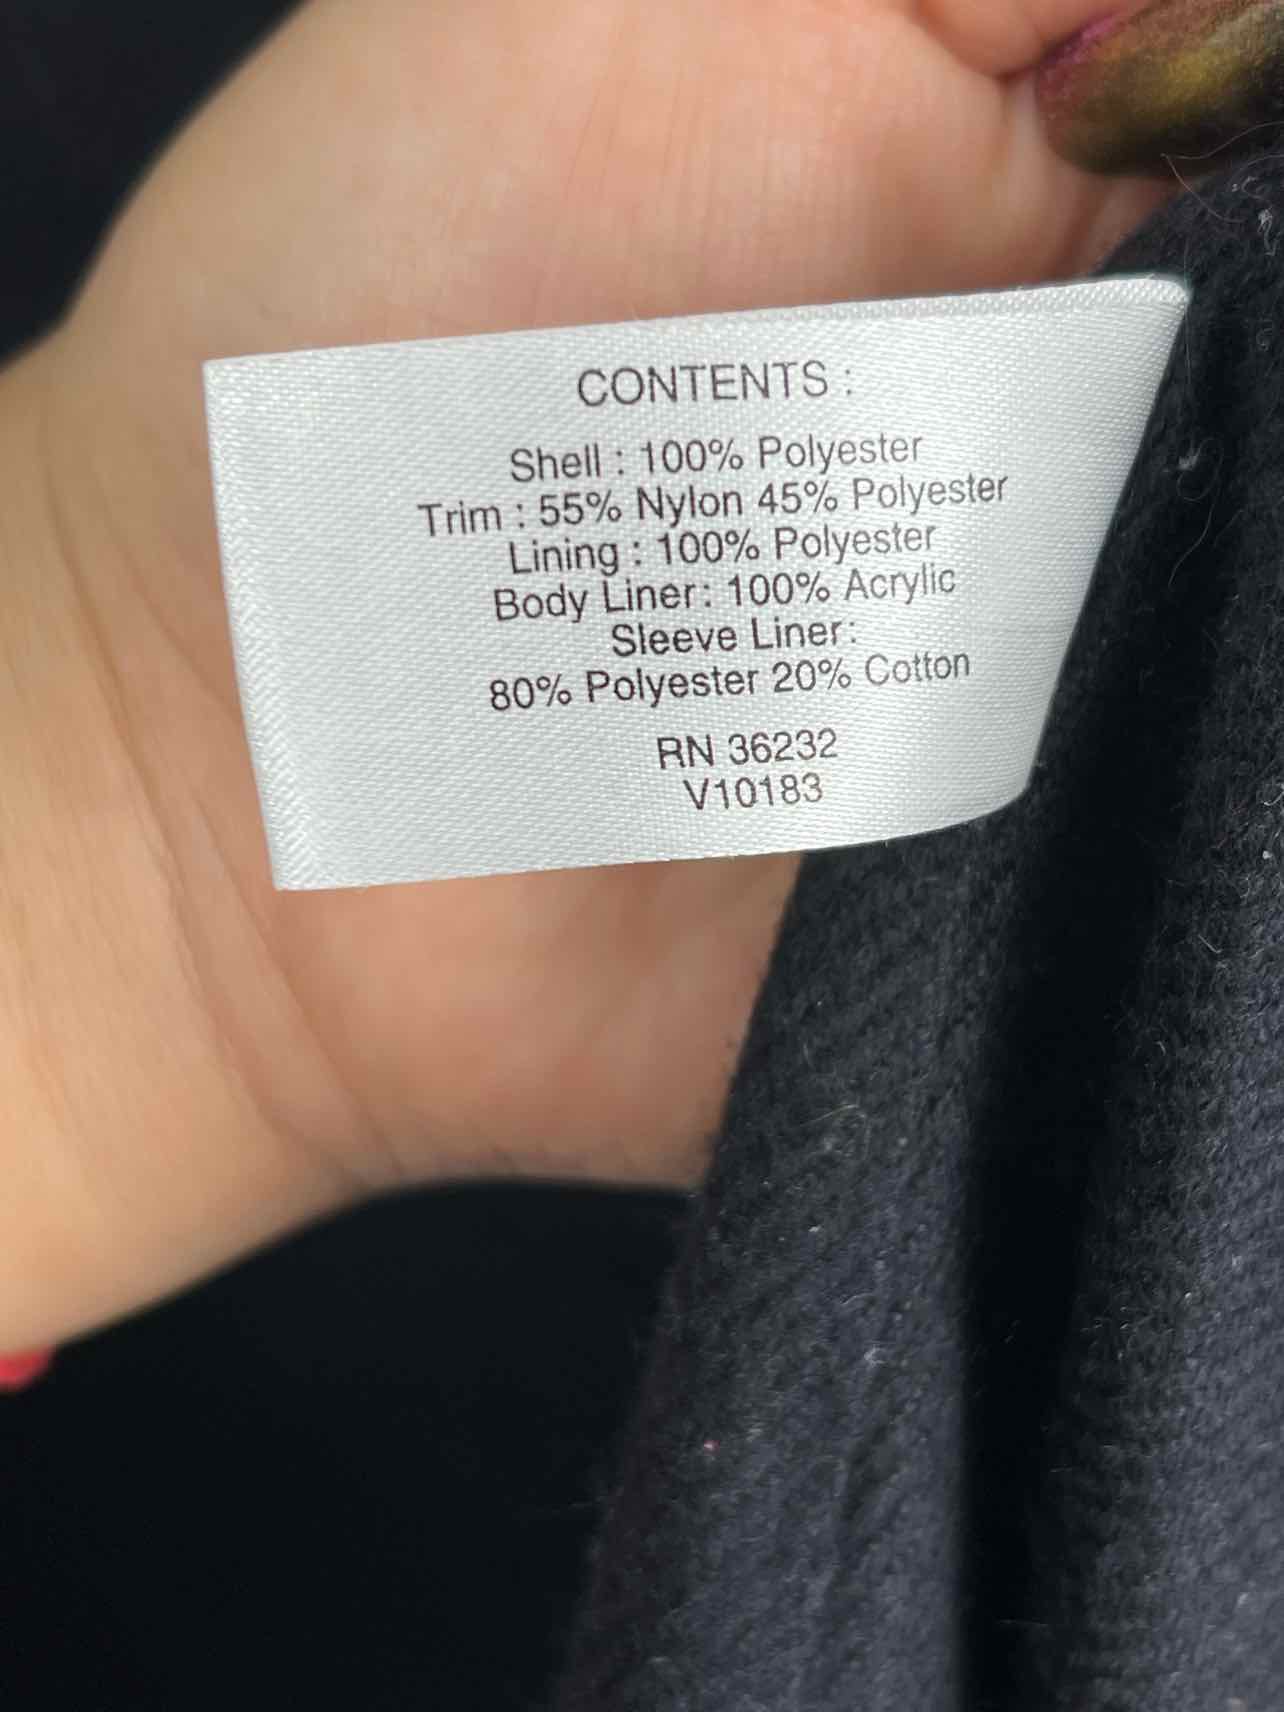 CONTENTS :
Shell : 100% Polyester
Trim : 55% Nylon 45% Polyester
Lining : 100% Polyester
Body Liner: 100% Acrylic
Sleeve Liner:
80% Polyester 20% Cotton
RN 36232
V10183